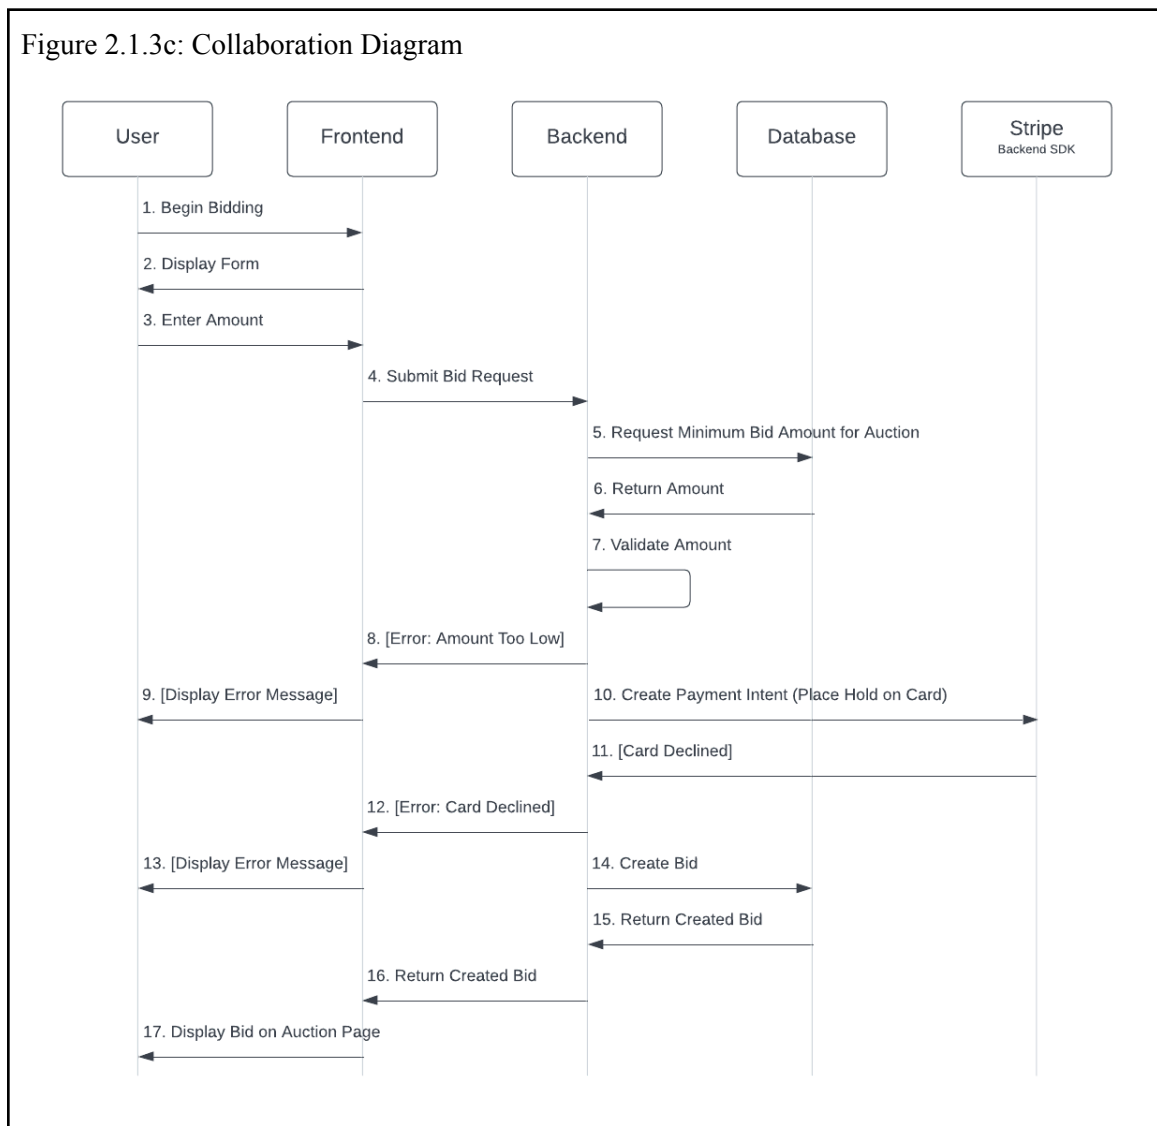 Figure 2.1.3c: Collaboration Diagram
User
Frontend
Backend
Database
Stripe
Backend SDK
1. Begin Bidding
2. Display Form
3. Enter Amount
4. Submit Bid Request
5. Request Minimum Bid Amount for Auction
6. Return Amount
7. Validate Amount
8. [Error: Amount Too Low]
9. [Display Error Message]
10. Create Payment Intent (Place Hold on Card)
11. [Card Declined]
12. [Error: Card Declined]
13. [Display Error Message]
14. Create Bid
15. Return Created Bid
16. Return Created Bid
17. Display Bid on Auction Page